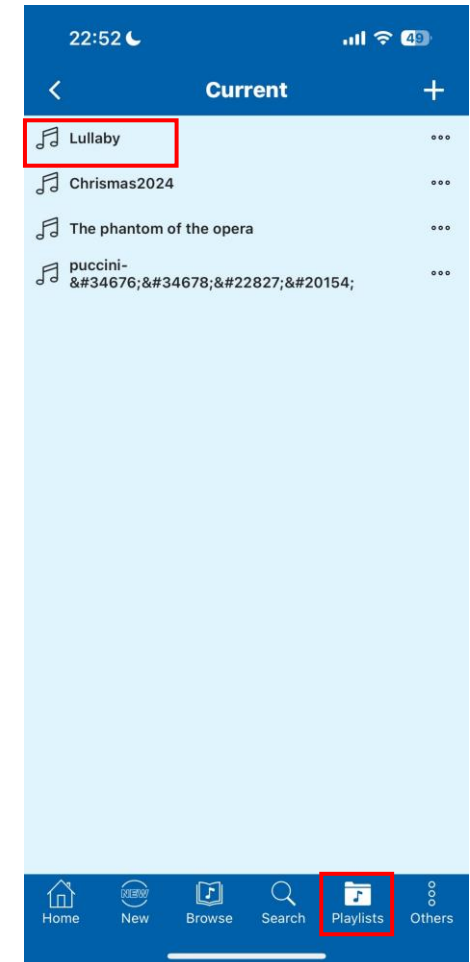 22:52
49
Current
Lullaby
Chrismas2024
The phantom of the opera
puccini-
&#34676;&#34678;&#22827;&#20154;
NEW
Home New Browse Search Playlists Others